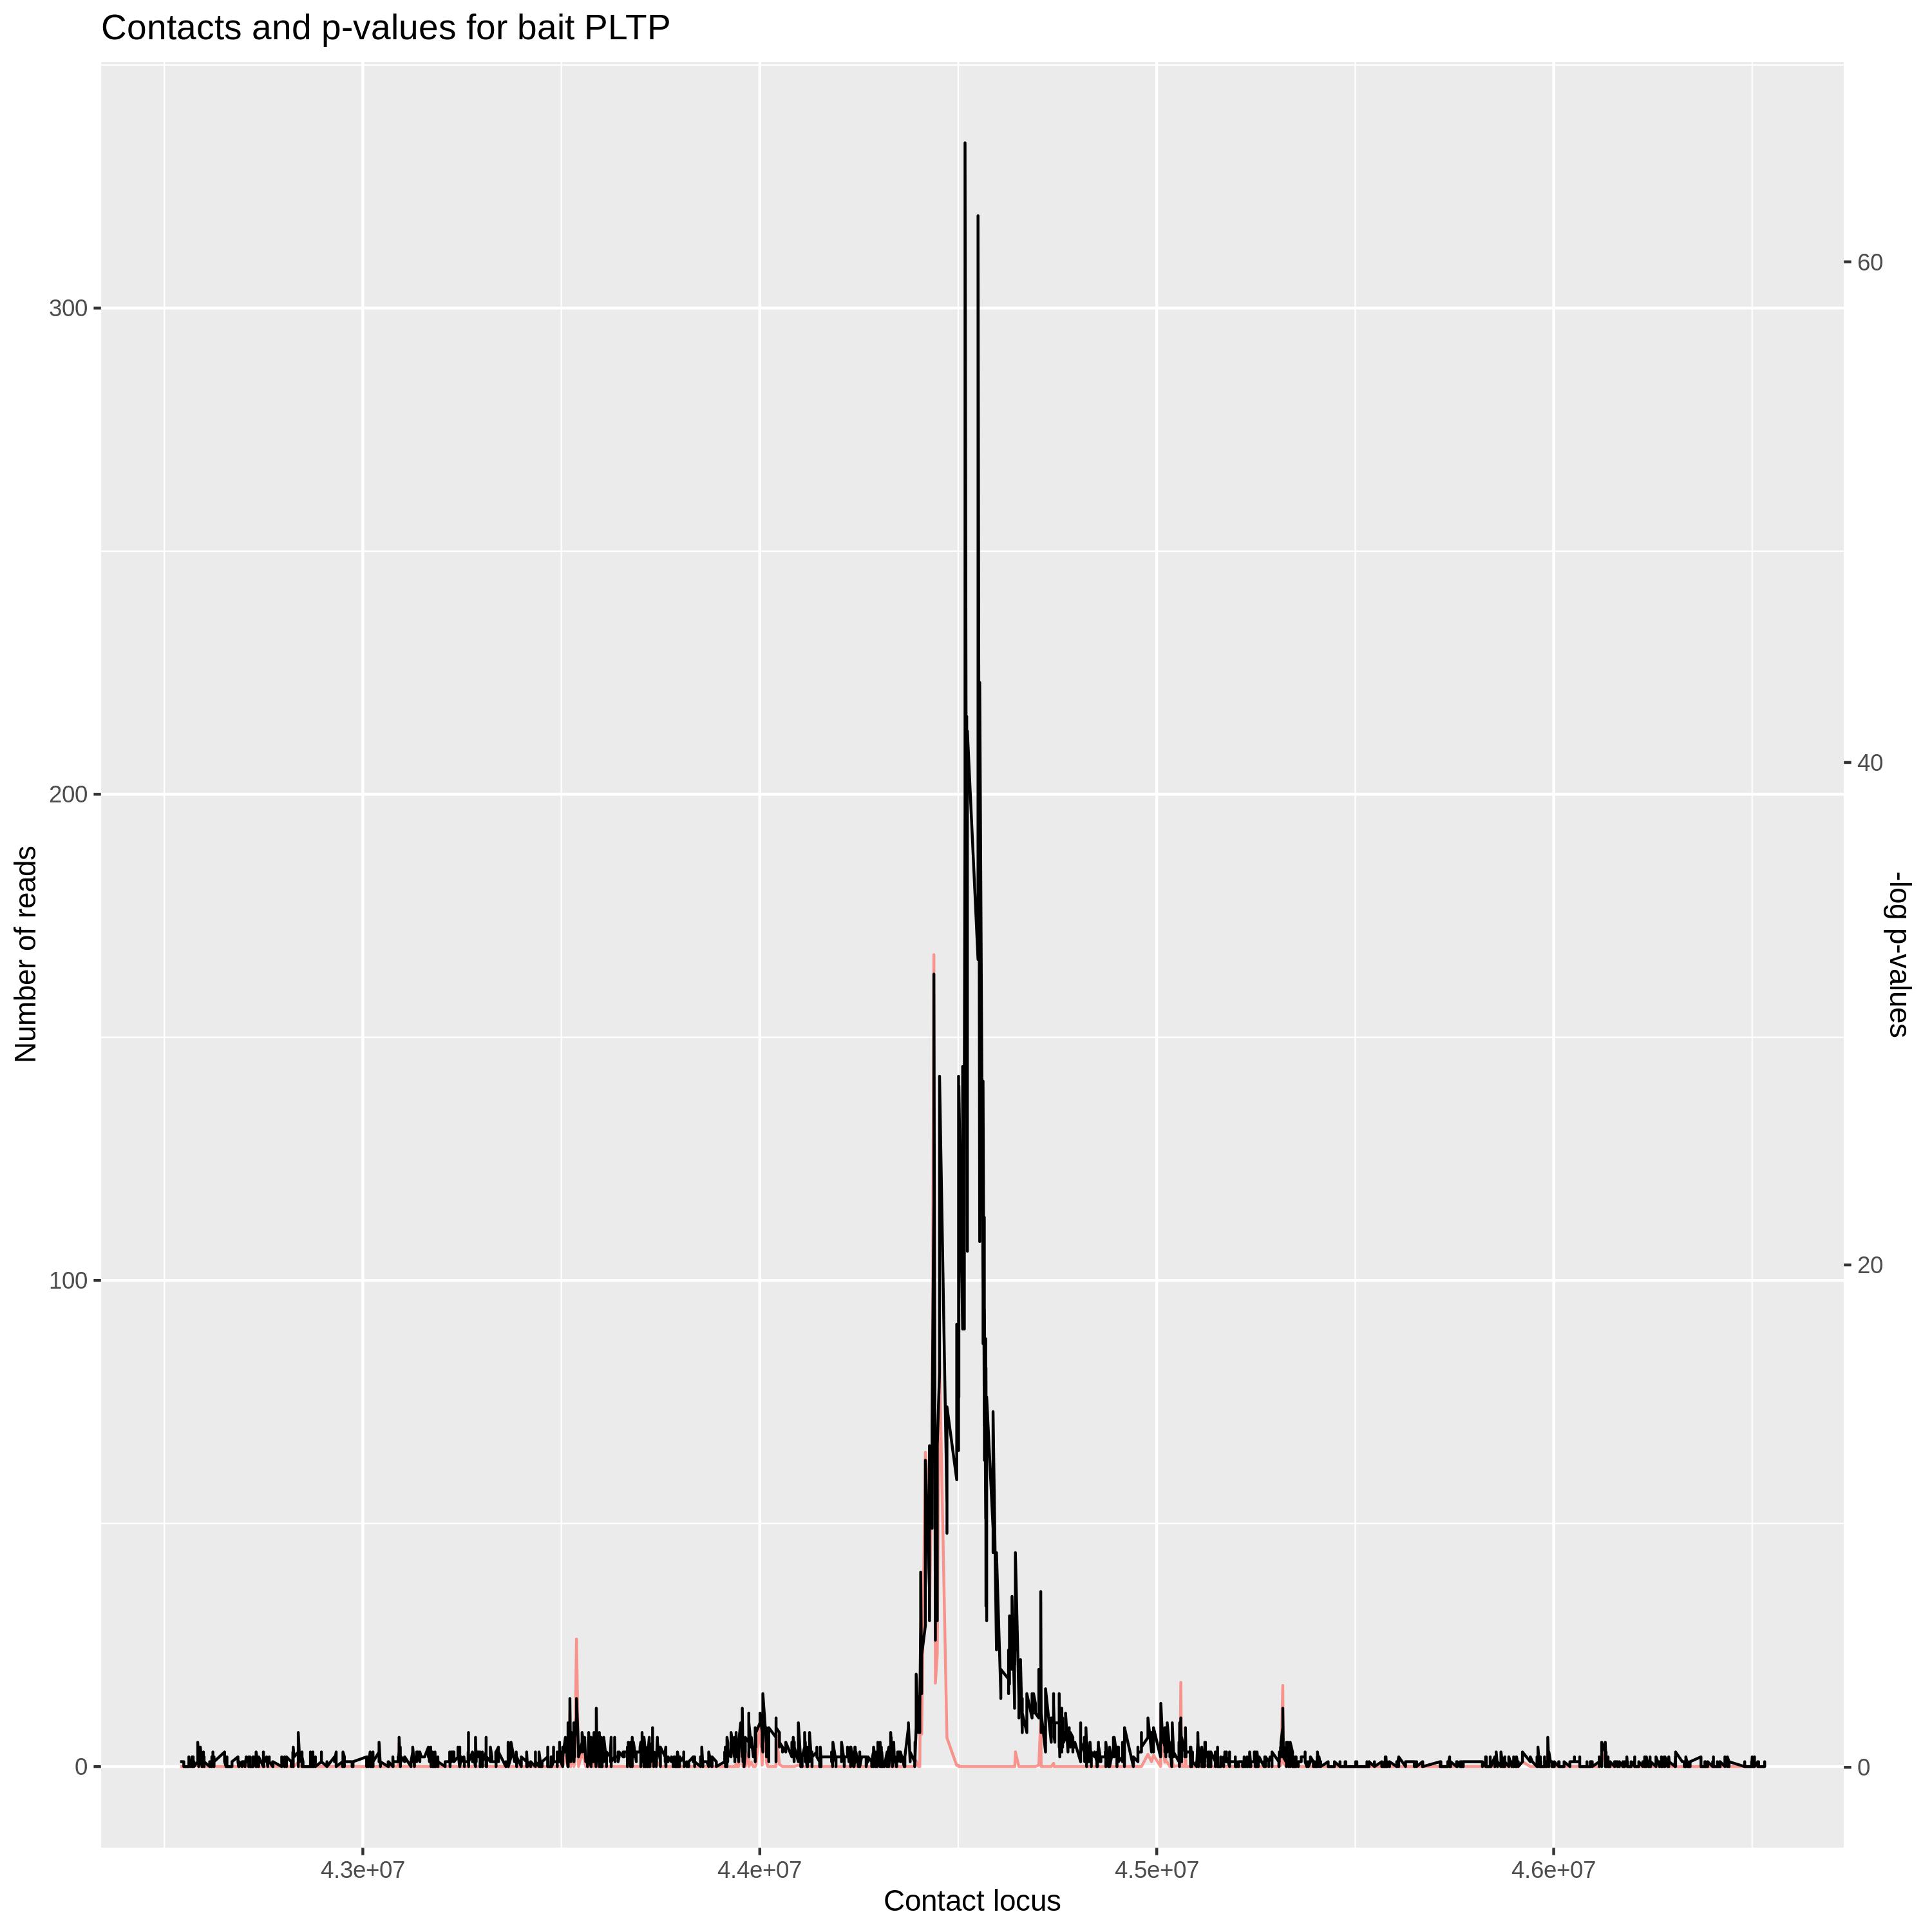 Contacts and p-values for bait PLTP
Number of reads
300
200
100
0
60
40
20
0
-log p-values
4.3e+07 4.4e+07 4.5e+07 4.6e+07
Contact locus